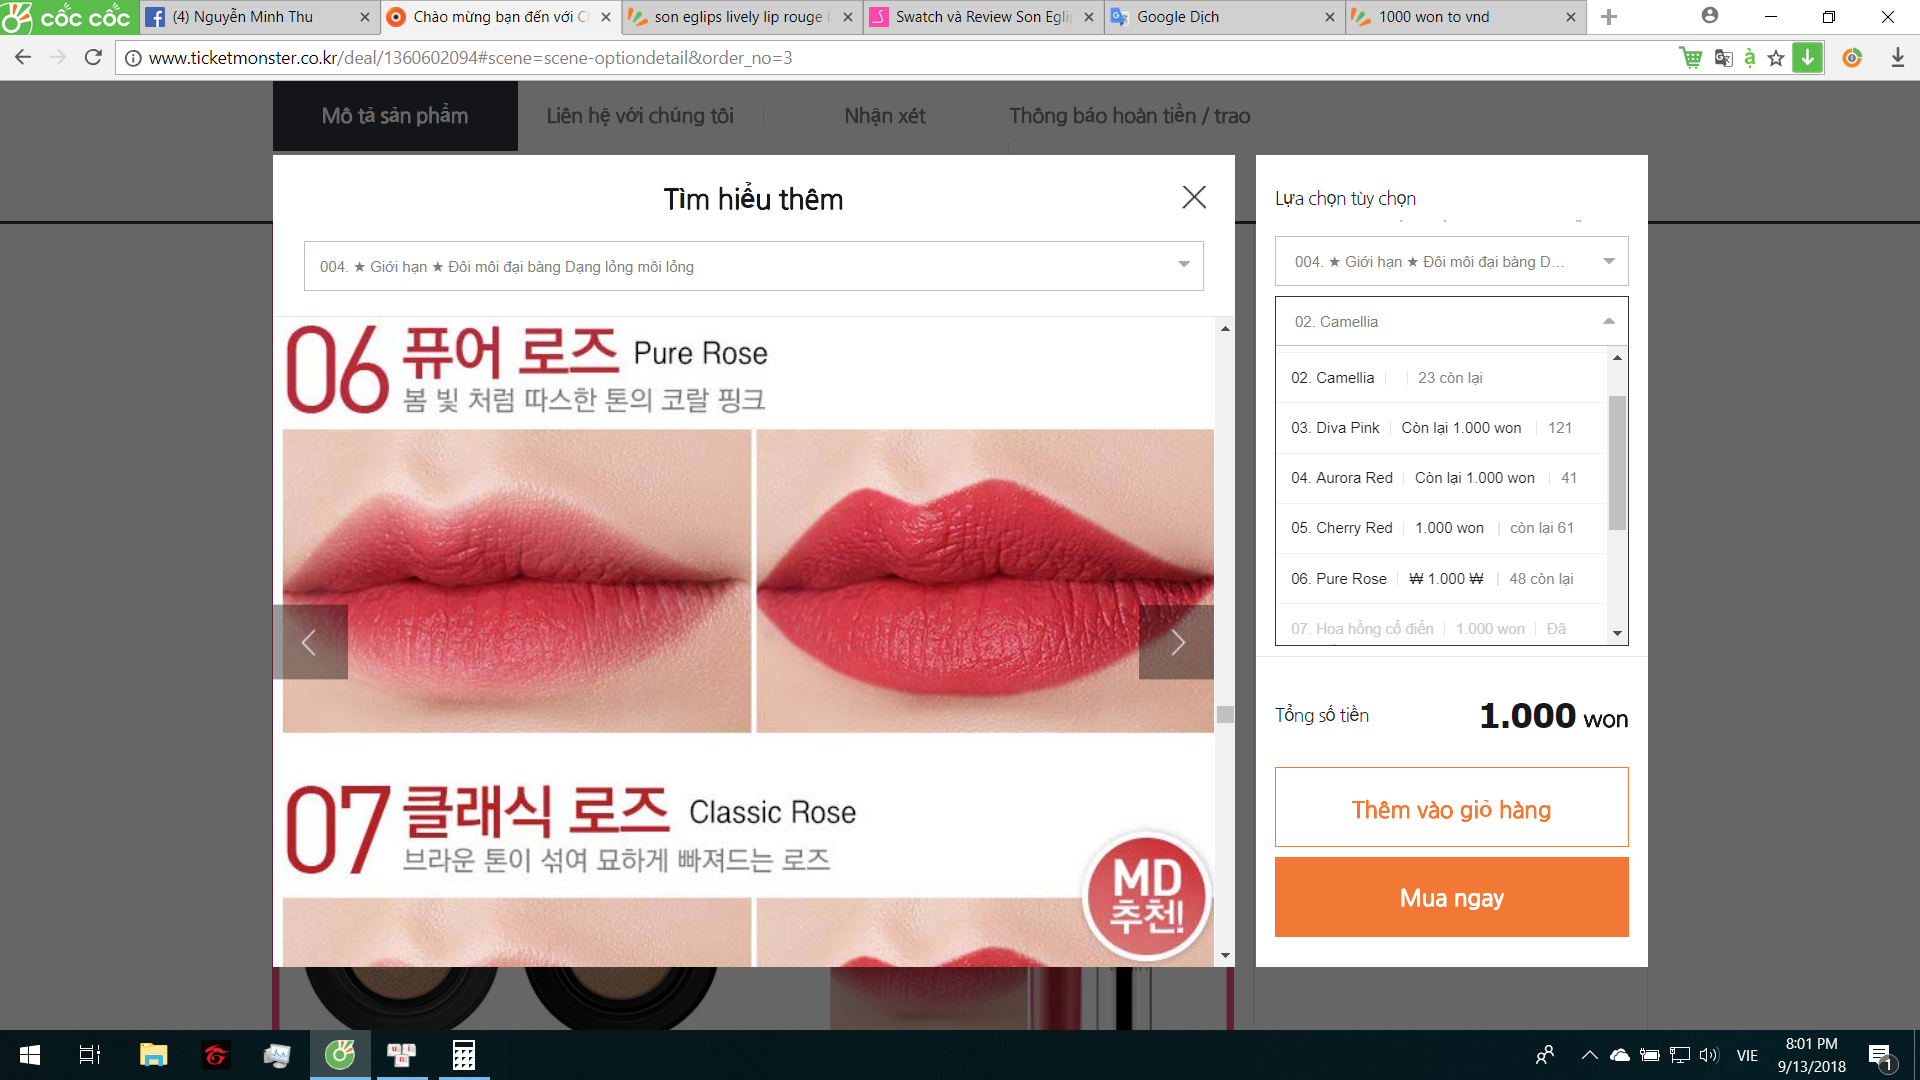 cốc cốc
(4) Nguyễn Minh Thu
Chào mừng bạn đến với C
son eglips lively lip rouge
Swatch và Review Son Egli
Google Dịch
1000 won to vnd
www.ticketmonster.co.kr/deal/1360602094#scene=scene-optiondetail&order_no=3
Mô tả sản phẩm
Liên hệ với chúng tôi
Nhận xét
Thông báo hoàn tiền / trao
Tìm hiểu thêm
004. ★ Giới hạn ★ Đôi môi đại bàng Dạng lỏng môi lỏng
06 퓨어 로즈 Pure Rose
봄 빛 처럼 따스한 톤의 코랄 핑크
07 클래식 로즈 Classic Rose
브라운 톤이 섞여 묘하게 빠져드는 로즈
MD
추천!
Lựa chọn tùy chọn
004. ★ Giới hạn ★ Đôi môi đại bàng D...
02. Camellia
02. Camellia 23 còn lại
03. Diva Pink Còn lại 1.000 won 121
04. Aurora Red Còn lại 1.000 won 41
05. Cherry Red 1.000 won còn lại 61
06. Pure Rose ₩ 1.000 ₩ 48 còn lại
07. Hoa hồng cổ điển 1.000 won Đã
Tổng số tiền 1.000 won
Thêm vào giỏ hàng
Mua ngay
VIE
8:01 PM
9/13/2018
1